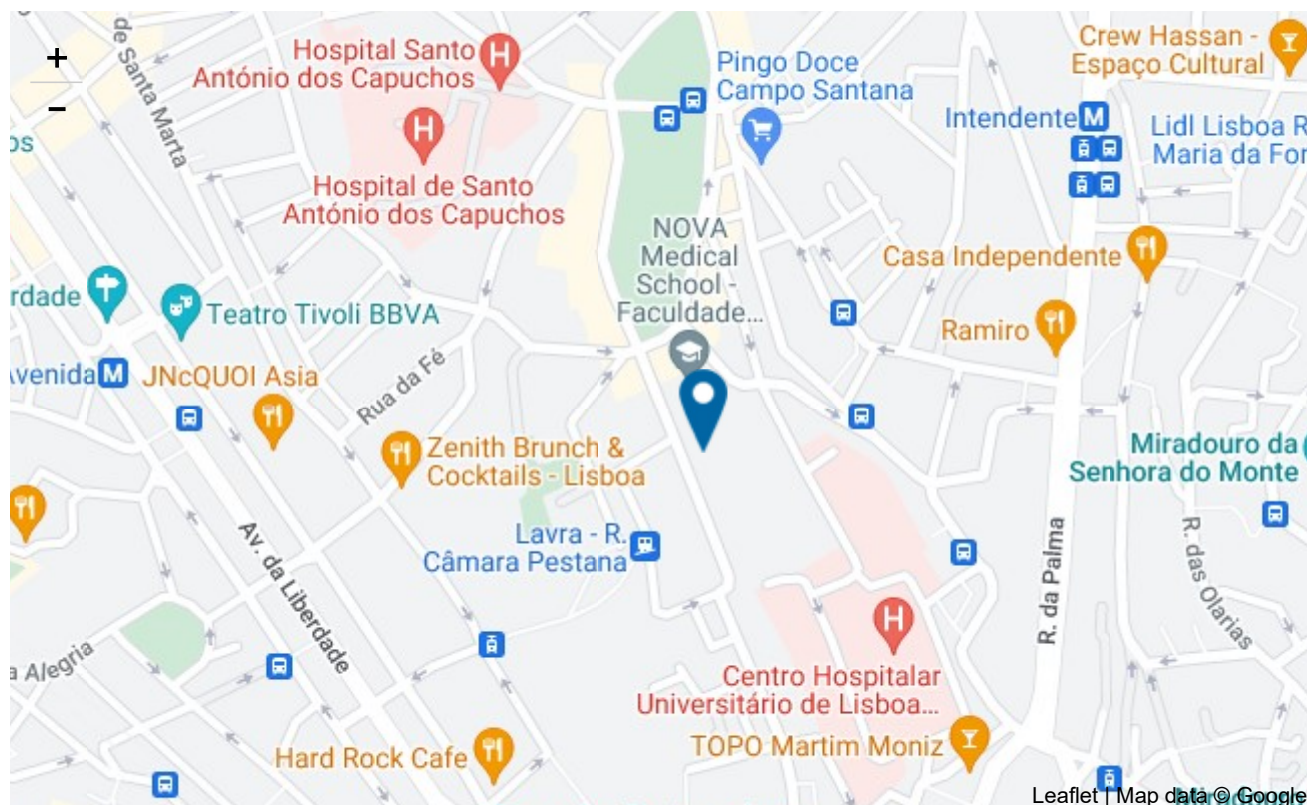 +
−
de Santa Marta
Hospital Santo
António dos Capuchos
H
Pingo Doce
Campo Santana
Crew Hassan -
Espaço Cultural
Intendente M
Lidl Lisboa R
Maria da For
os
H
Hospital de Santo
António dos Capuchos
NOVA
Medical
School -
Faculdade...
Casa Independente
rdade
Teatro Tivoli BBVA
Ramiro
Avenida M
JNcQUOI Asia
Rua da Fé
Zenith Brunch &
Cocktails - Lisboa
Miradouro da
Senhora do Monte
Lavra - R.
Câmara Pestana
Av. da Liberdade
R. da Palma
R. das Olarias
H
a Alegria
Centro Hospitalar
Universitário de Lisboa...
TOPO Martim Moniz
Hard Rock Cafe
Leaflet | Map data © Google